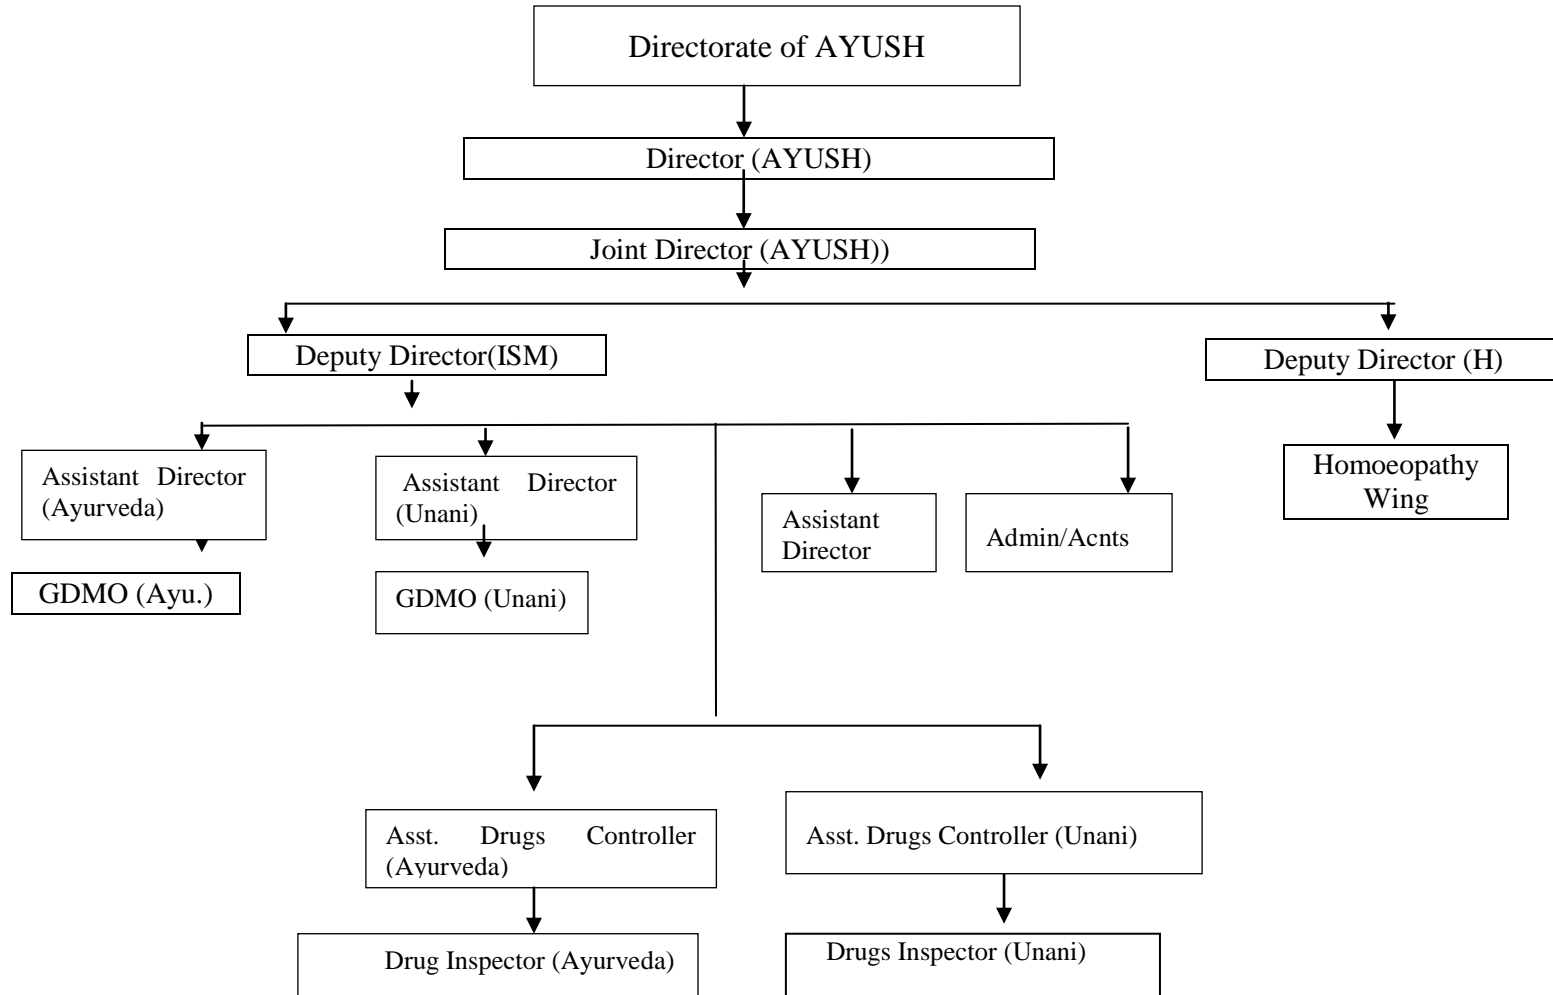 Directorate of AYUSH
Director (AYUSH)
Joint Director (AYUSH))
Deputy Director(ISM)
Deputy Director (H)
Assistant Director
(Ayurveda)
Assistant Director
(Unani)
Assistant
Director
Admin/Acnts
Homoeopathy
Wing
GDMO (Ayu.)
GDMO (Unani)
Asst. Drugs Controller
(Ayurveda)
Asst. Drugs Controller (Unani)
Drug Inspector (Ayurveda)
Drugs Inspector (Unani)